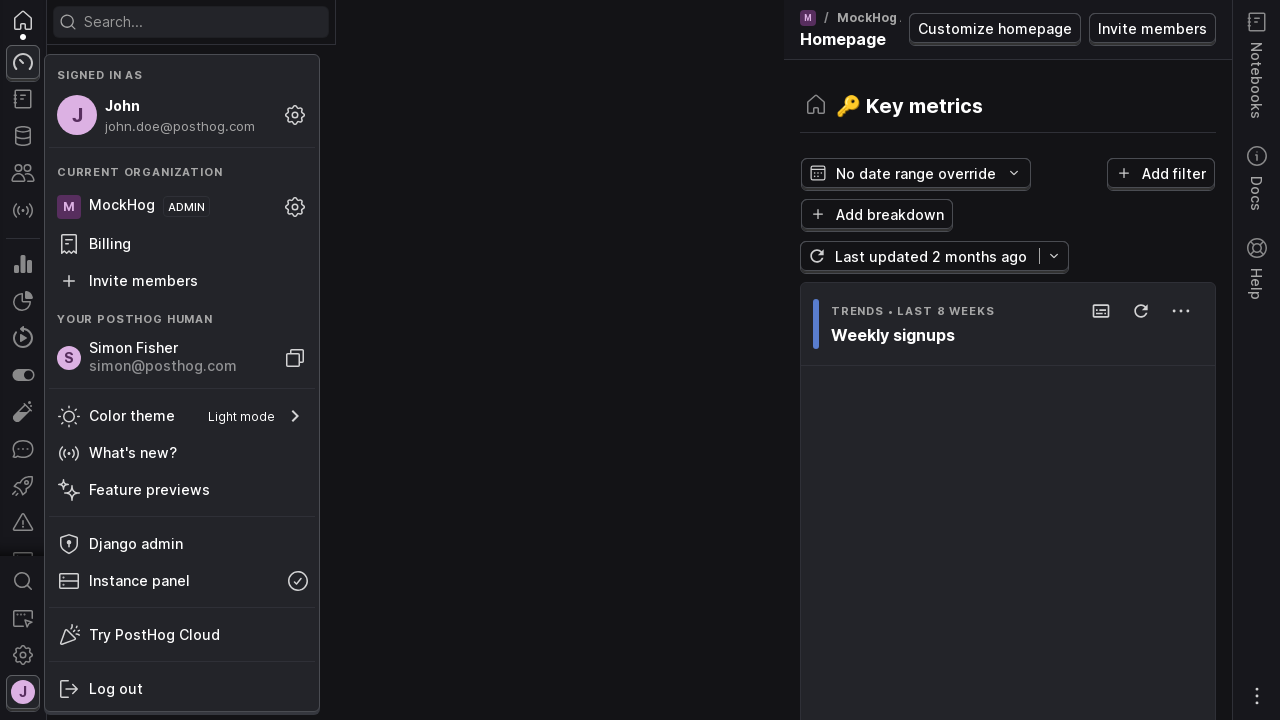 Search...
SIGNED IN AS
J
John
john.doe@posthog.com
CURRENT ORGANIZATION
M
MockHog
ADMIN
Billing
Invite members
YOUR POSTHOG HUMAN
S
Simon Fisher
simon@posthog.com
Color theme
Light mode
What's new?
Feature previews
Django admin
Instance panel
Try PostHog Cloud
Log out
J
M / MockHog
Homepage
Customize homepage
Invite members
🔑 Key metrics
No date range override
Add filter
Add breakdown
Last updated 2 months ago
TRENDS • LAST 8 WEEKS
Weekly signups
Notebooks
Docs
Help